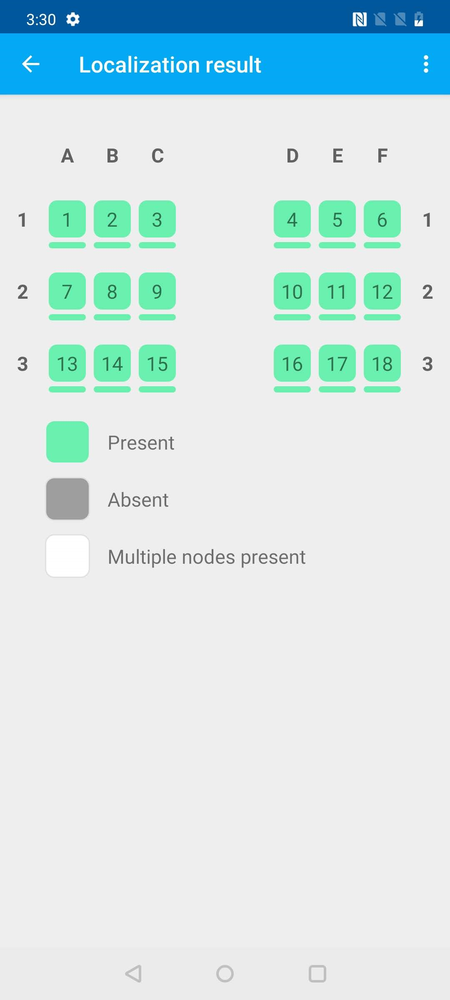 3:30
Localization result
A B C D E F
1 1 2 3 4 5 6 1
2 7 8 9 10 11 12 2
3 13 14 15 16 17 18 3
Present
Absent
Multiple nodes present